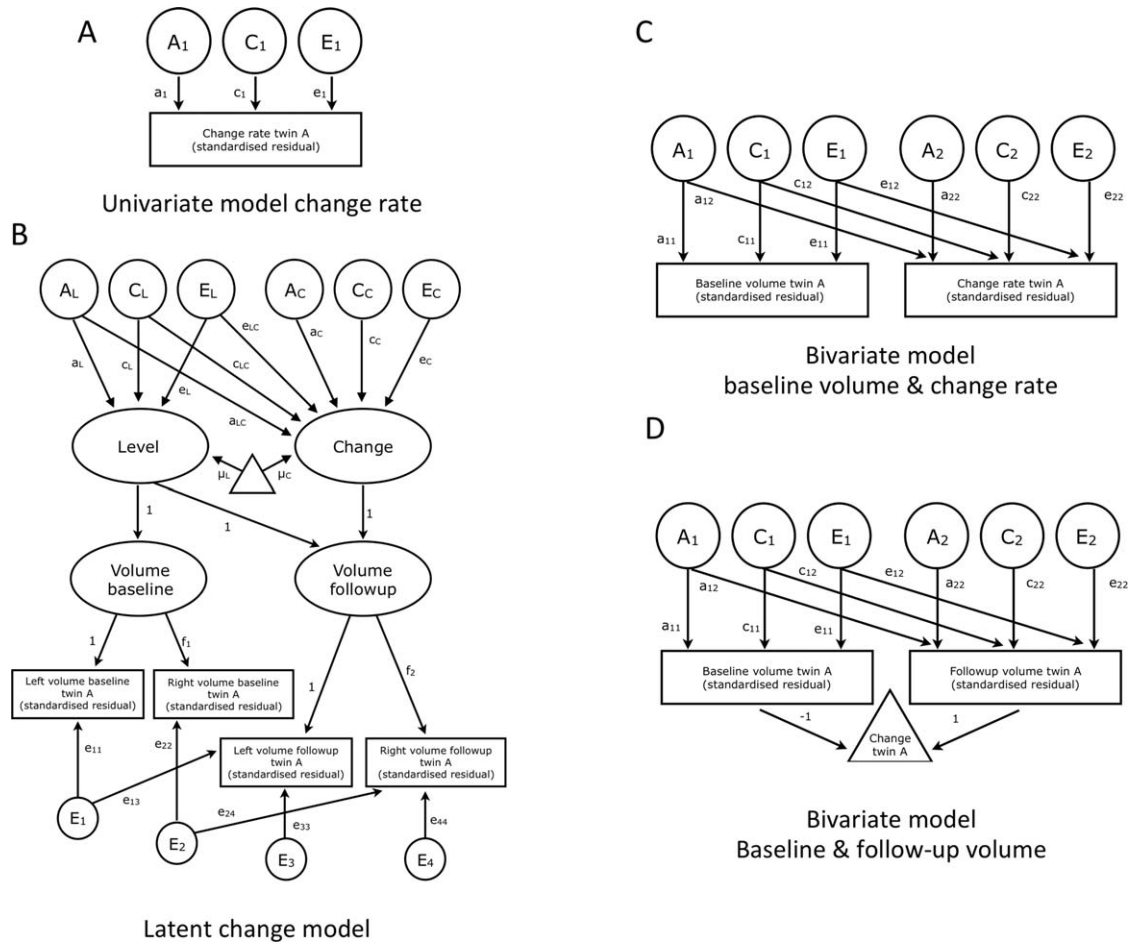 A
A1 C1 E1
a1 c1 e1
Change rate twin A
(standardised residual)
Univariate model change rate
B
AL CL EL AC CC EC
aL cL eL aLC cLC eLC aC cC eC
Level Change
μL μC
1 1 1
Volume
baseline
Volume
followup
1 f1 1 f2
Left volume baseline
twin A
(standardised residual)
Right volume baseline
twin A
(standardised residual)
e11 e22
Left volume followup
twin A
(standardised residual)
Right volume followup
twin A
(standardised residual)
e13 e24 e33 e44
E1 E2 E3 E4
Latent change model
C
A1 C1 E1 A2 C2 E2
a12 c12 e12 a22 c22 e22
a11 c11 e11
Baseline volume twin A
(standardised residual)
Change rate twin A
(standardised residual)
Bivariate model
baseline volume & change rate
D
A1 C1 E1 A2 C2 E2
a12 c12 e12 a22 c22 e22
a11 c11 e11
Baseline volume twin A
(standardised residual)
Followup volume twin A
(standardised residual)
-1 1
Change
twin A
Bivariate model
Baseline & follow-up volume